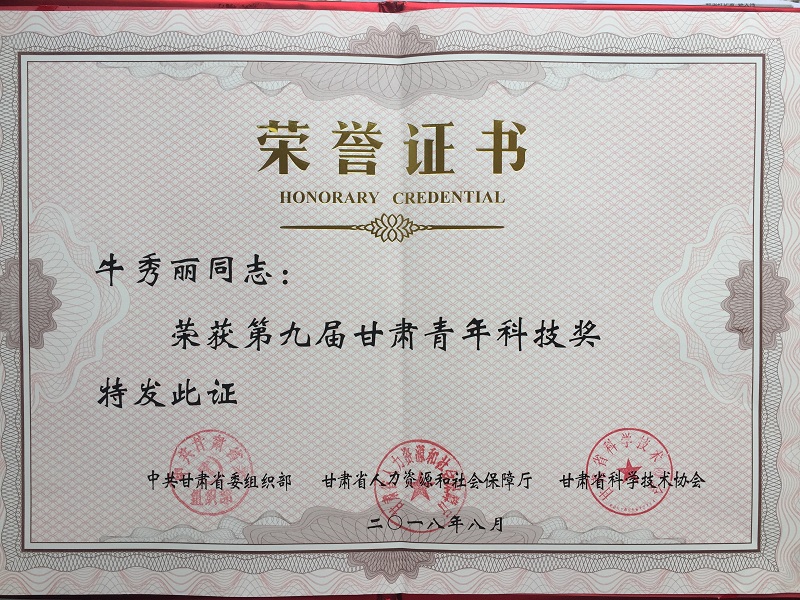 荣誉证书
HONORARY CREDENTIAL
牛秀丽同志：
荣获第九届甘肃青年科技奖
特发此证
中共甘肃省委组织部 甘肃省人力资源和社会保障厅 甘肃省科学技术协会
二〇一八年八月